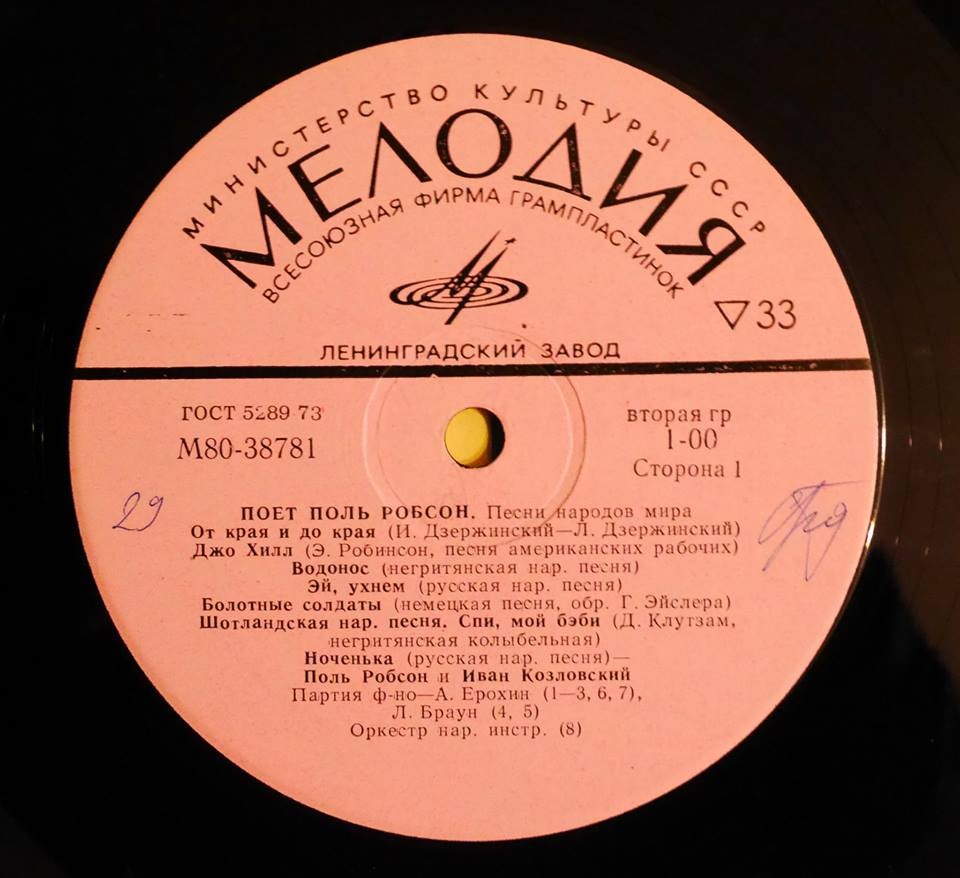 МИНИСТЕРСТВО КУЛЬТУРЫ СССР
МЕЛОДИЯ
ВСЕСОЮЗНАЯ ФИРМА ГРАМПЛАСТИНОК
33
ЛЕНИНГРАДСКИЙ ЗАВОД
ГОСТ 5289-73
вторая гр
М80-38781
1-00
Сторона 1
29
ПОЕТ ПОЛЬ РОБСОН. Песни народов мира
От края и до края (И. Дзержинский—Л. Дзержинский)
Джо Хилл (Э. Робинсон, песня американских рабочих)
Водонос (негритянская нар. песня)
Эй, ухнем (русская нар. песня)
Болотные солдаты (немецкая песня, обр. Г. Эйслера)
Шотландская нар. песня. Спи, мой бэби (Д. Клутзам,
негритянская колыбельная)
Ноченька (русская нар. песня)—
Поль Робсон и Иван Козловский
Партия ф-но—А. Ерохин (1—3, 6, 7),
Л. Браун (4, 5)
Оркестр нар. инстр. (8)